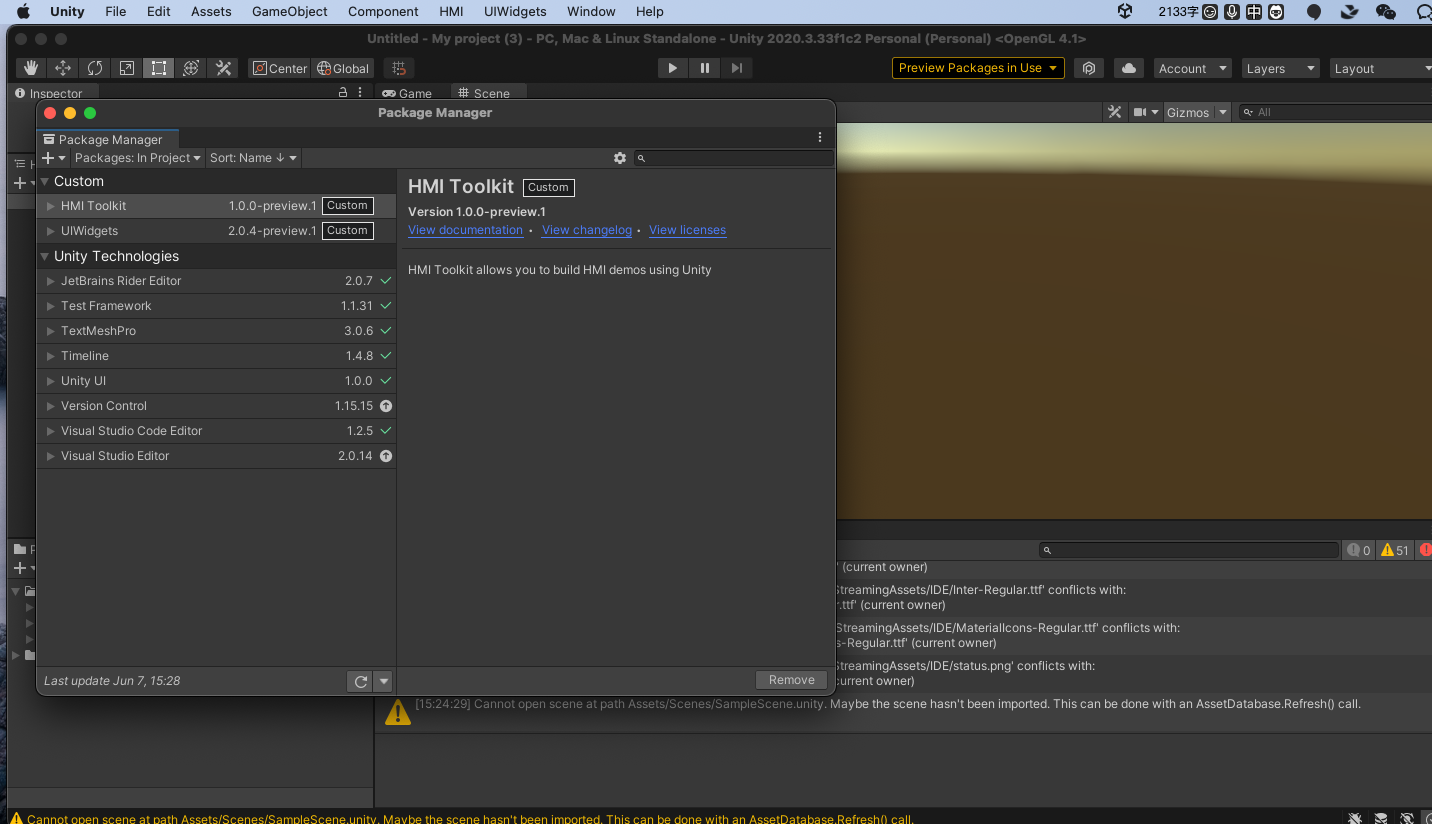 Unity File Edit Assets GameObject Component HMI UIWidgets Window Help 2133字 中
Untitled - My project (3) - PC, Mac & Linux Standalone - Unity 2020.3.33f1c2 Personal (Personal) <OpenGL 4.1>
Center Global Preview Packages in Use Account Layers Layout
Inspector Game Scene
Package Manager
Gizmos All
Package Manager
Packages: In Project Sort: Name ↓
Custom
HMI Toolkit 1.0.0-preview.1 Custom
UIWidgets 2.0.4-preview.1 Custom
Unity Technologies
JetBrains Rider Editor 2.0.7
Test Framework 1.1.31
TextMeshPro 3.0.6
Timeline 1.4.8
Unity UI 1.0.0
Version Control 1.15.15
Visual Studio Code Editor 1.2.5
Visual Studio Editor 2.0.14
Last update Jun 7, 15:28
HMI Toolkit Custom
Version 1.0.0-preview.1
View documentation • View changelog • View licenses
HMI Toolkit allows you to build HMI demos using Unity
Remove
0 51
' (current owner)
StreamingAssets/IDE/Inter-Regular.ttf' conflicts with:
r.ttf' (current owner)
StreamingAssets/IDE/MaterialIcons-Regular.ttf' conflicts with:
s-Regular.ttf' (current owner)
StreamingAssets/IDE/status.png' conflicts with:
current owner)
[15:24:29] Cannot open scene at path Assets/Scenes/SampleScene.unity. Maybe the scene hasn't been imported. This can be done with an AssetDatabase.Refresh() call.
Cannot open scene at path Assets/Scenes/SampleScene.unity. Maybe the scene hasn't been imported. This can be done with an AssetDatabase.Refresh() call.